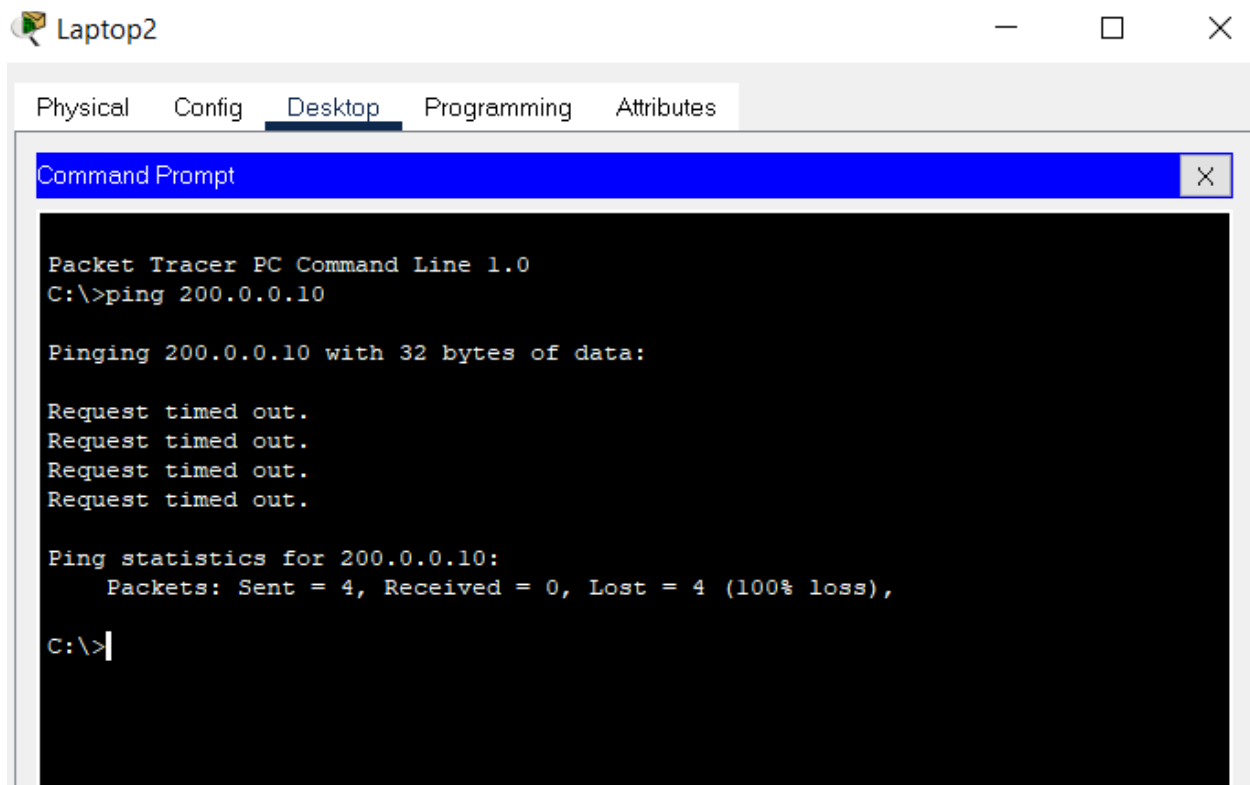 Laptop2
Physical Config Desktop Programming Attributes
Command Prompt X
Packet Tracer PC Command Line 1.0
C:\>ping 200.0.0.10
Pinging 200.0.0.10 with 32 bytes of data:
Request timed out.
Request timed out.
Request timed out.
Request timed out.
Ping statistics for 200.0.0.10:
Packets: Sent = 4, Received = 0, Lost = 4 (100% loss),
C:\>